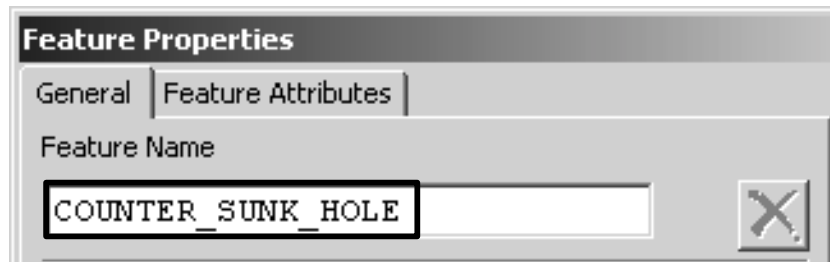 Feature Properties
General Feature Attributes
Feature Name
COUNTER_SUNK_HOLE